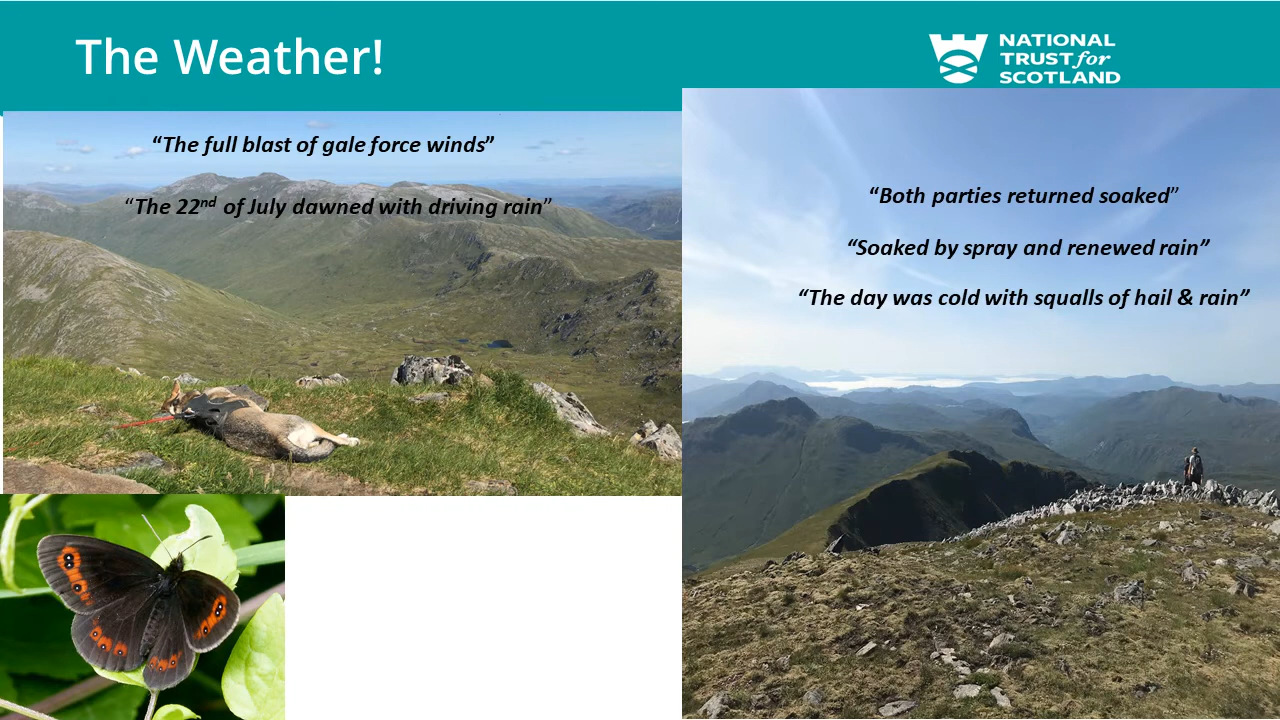 The Weather!
NATIONAL
TRUST for
SCOTLAND
“The full blast of gale force winds”
“The 22nd of July dawned with driving rain”
“Both parties returned soaked”
“Soaked by spray and renewed rain”
“The day was cold with squalls of hail & rain”